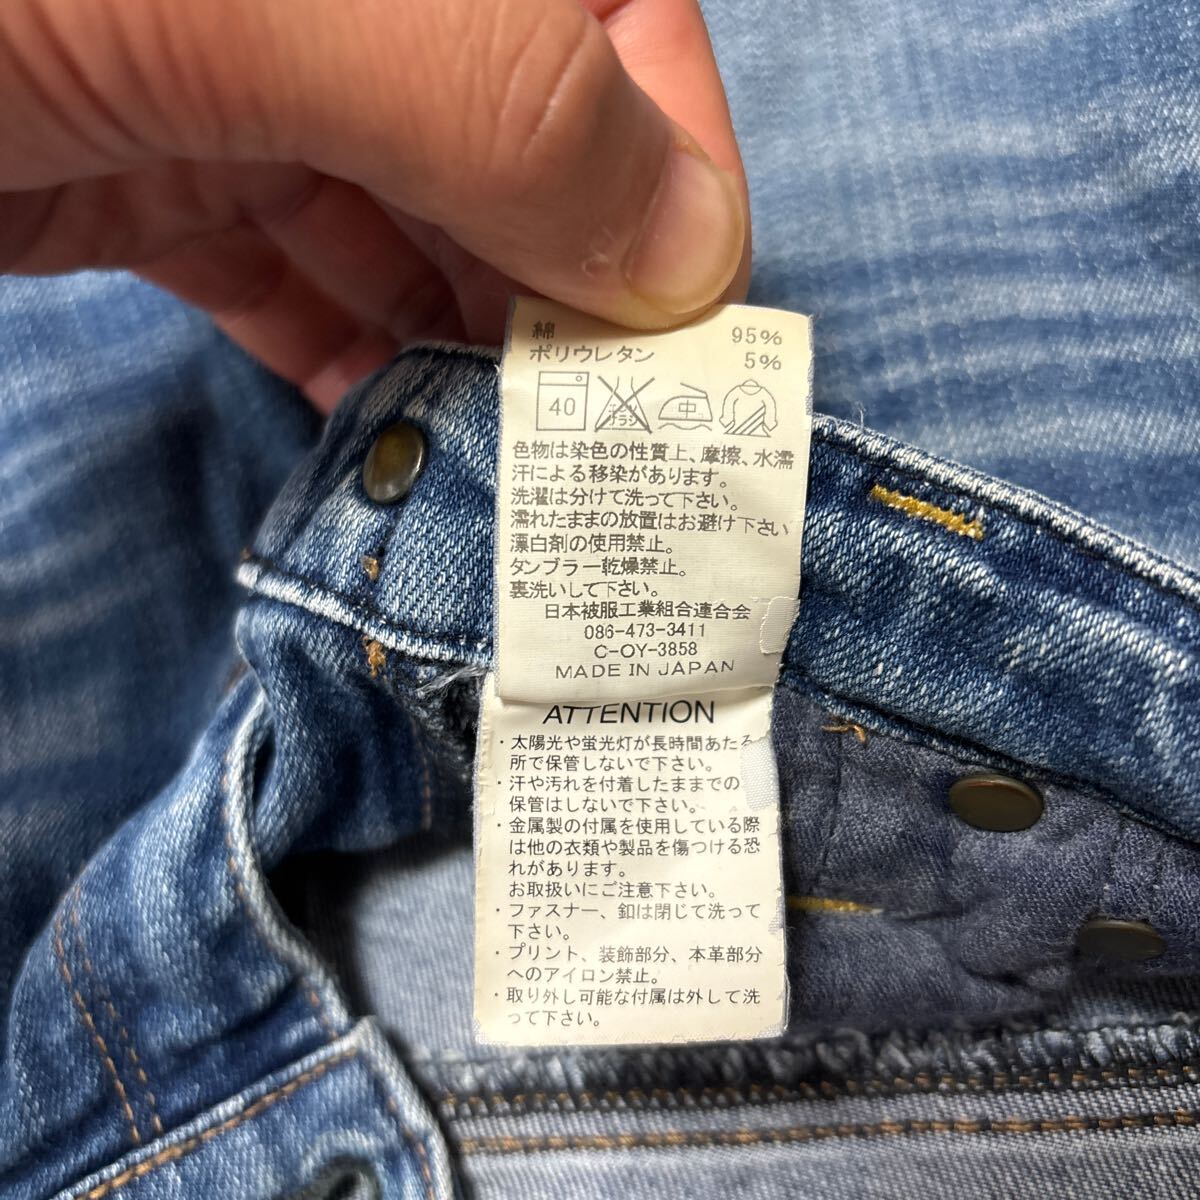 綿 95%
ポリウレタン 5%
40 エンソ サラシ 中
色物は染色の性質上、摩擦、水濡
汗による移染があります。
洗濯は分けて洗って下さい。
濡れたままの放置はお避け下さい
漂白剤の使用禁止。
タンブラー乾燥禁止。
裏洗いして下さい。
日本被服工業組合連合会
086-473-3411
C-OY-3858
MADE IN JAPAN
ATTENTION
・太陽光や蛍光灯が長時間あたる
所で保管しないで下さい。
・汗や汚れを付着したままでの
保管はしないで下さい。
・金属製の付属を使用している際
は他の衣類や製品を傷つける恐
れがあります。
お取扱いにご注意下さい。
・ファスナー、釦は閉じて洗って
下さい。
・プリント、装飾部分、本革部分
へのアイロン禁止。
・取り外し可能な付属は外して洗
って下さい。